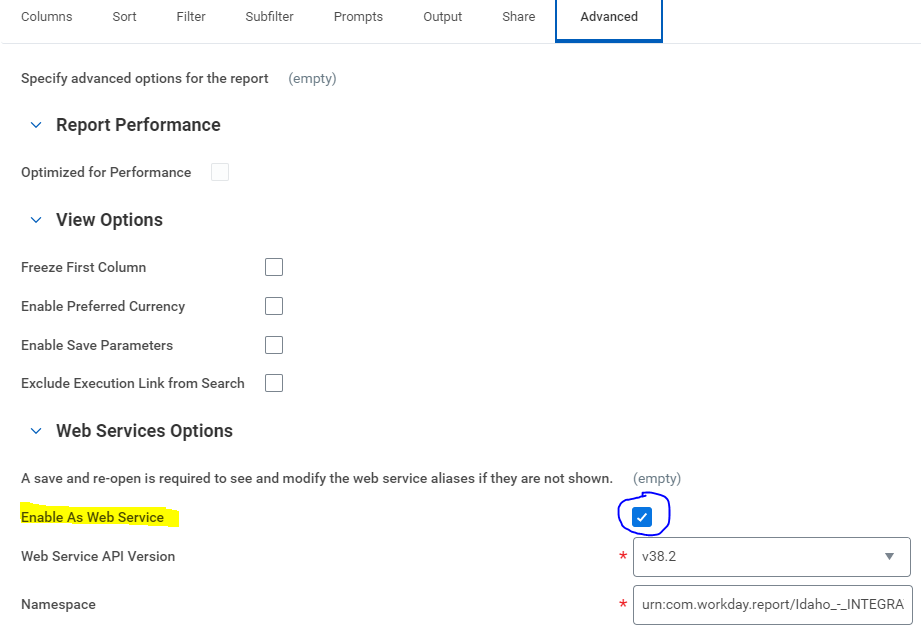 Columns Sort Filter Subfilter Prompts Output Share Advanced
Specify advanced options for the report (empty)
Report Performance
Optimized for Performance
View Options
Freeze First Column
Enable Preferred Currency
Enable Save Parameters
Exclude Execution Link from Search
Web Services Options
A save and re-open is required to see and modify the web service aliases if they are not shown. (empty)
Enable As Web Service
Web Service API Version * v38.2
Namespace * urn:com.workday.report/Idaho_-_INTEGRA